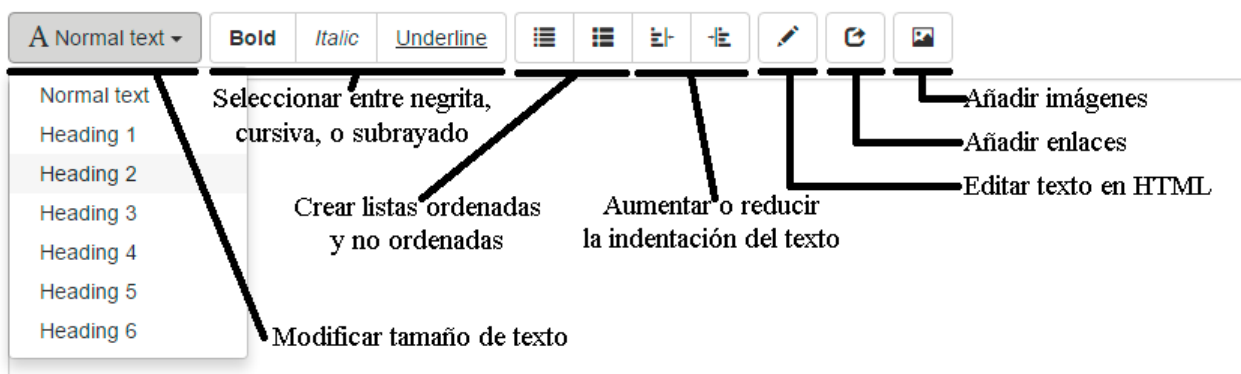 A Normal text Bold Italic Underline
Normal text
Heading 1
Heading 2
Heading 3
Heading 4
Heading 5
Heading 6
Seleccionar entre negrita,
cursiva, o subrayado
Crear listas ordenadas
y no ordenadas
Aumentar o reducir
la indentación del texto
Añadir imágenes
Añadir enlaces
Editar texto en HTML
Modificar tamaño de texto